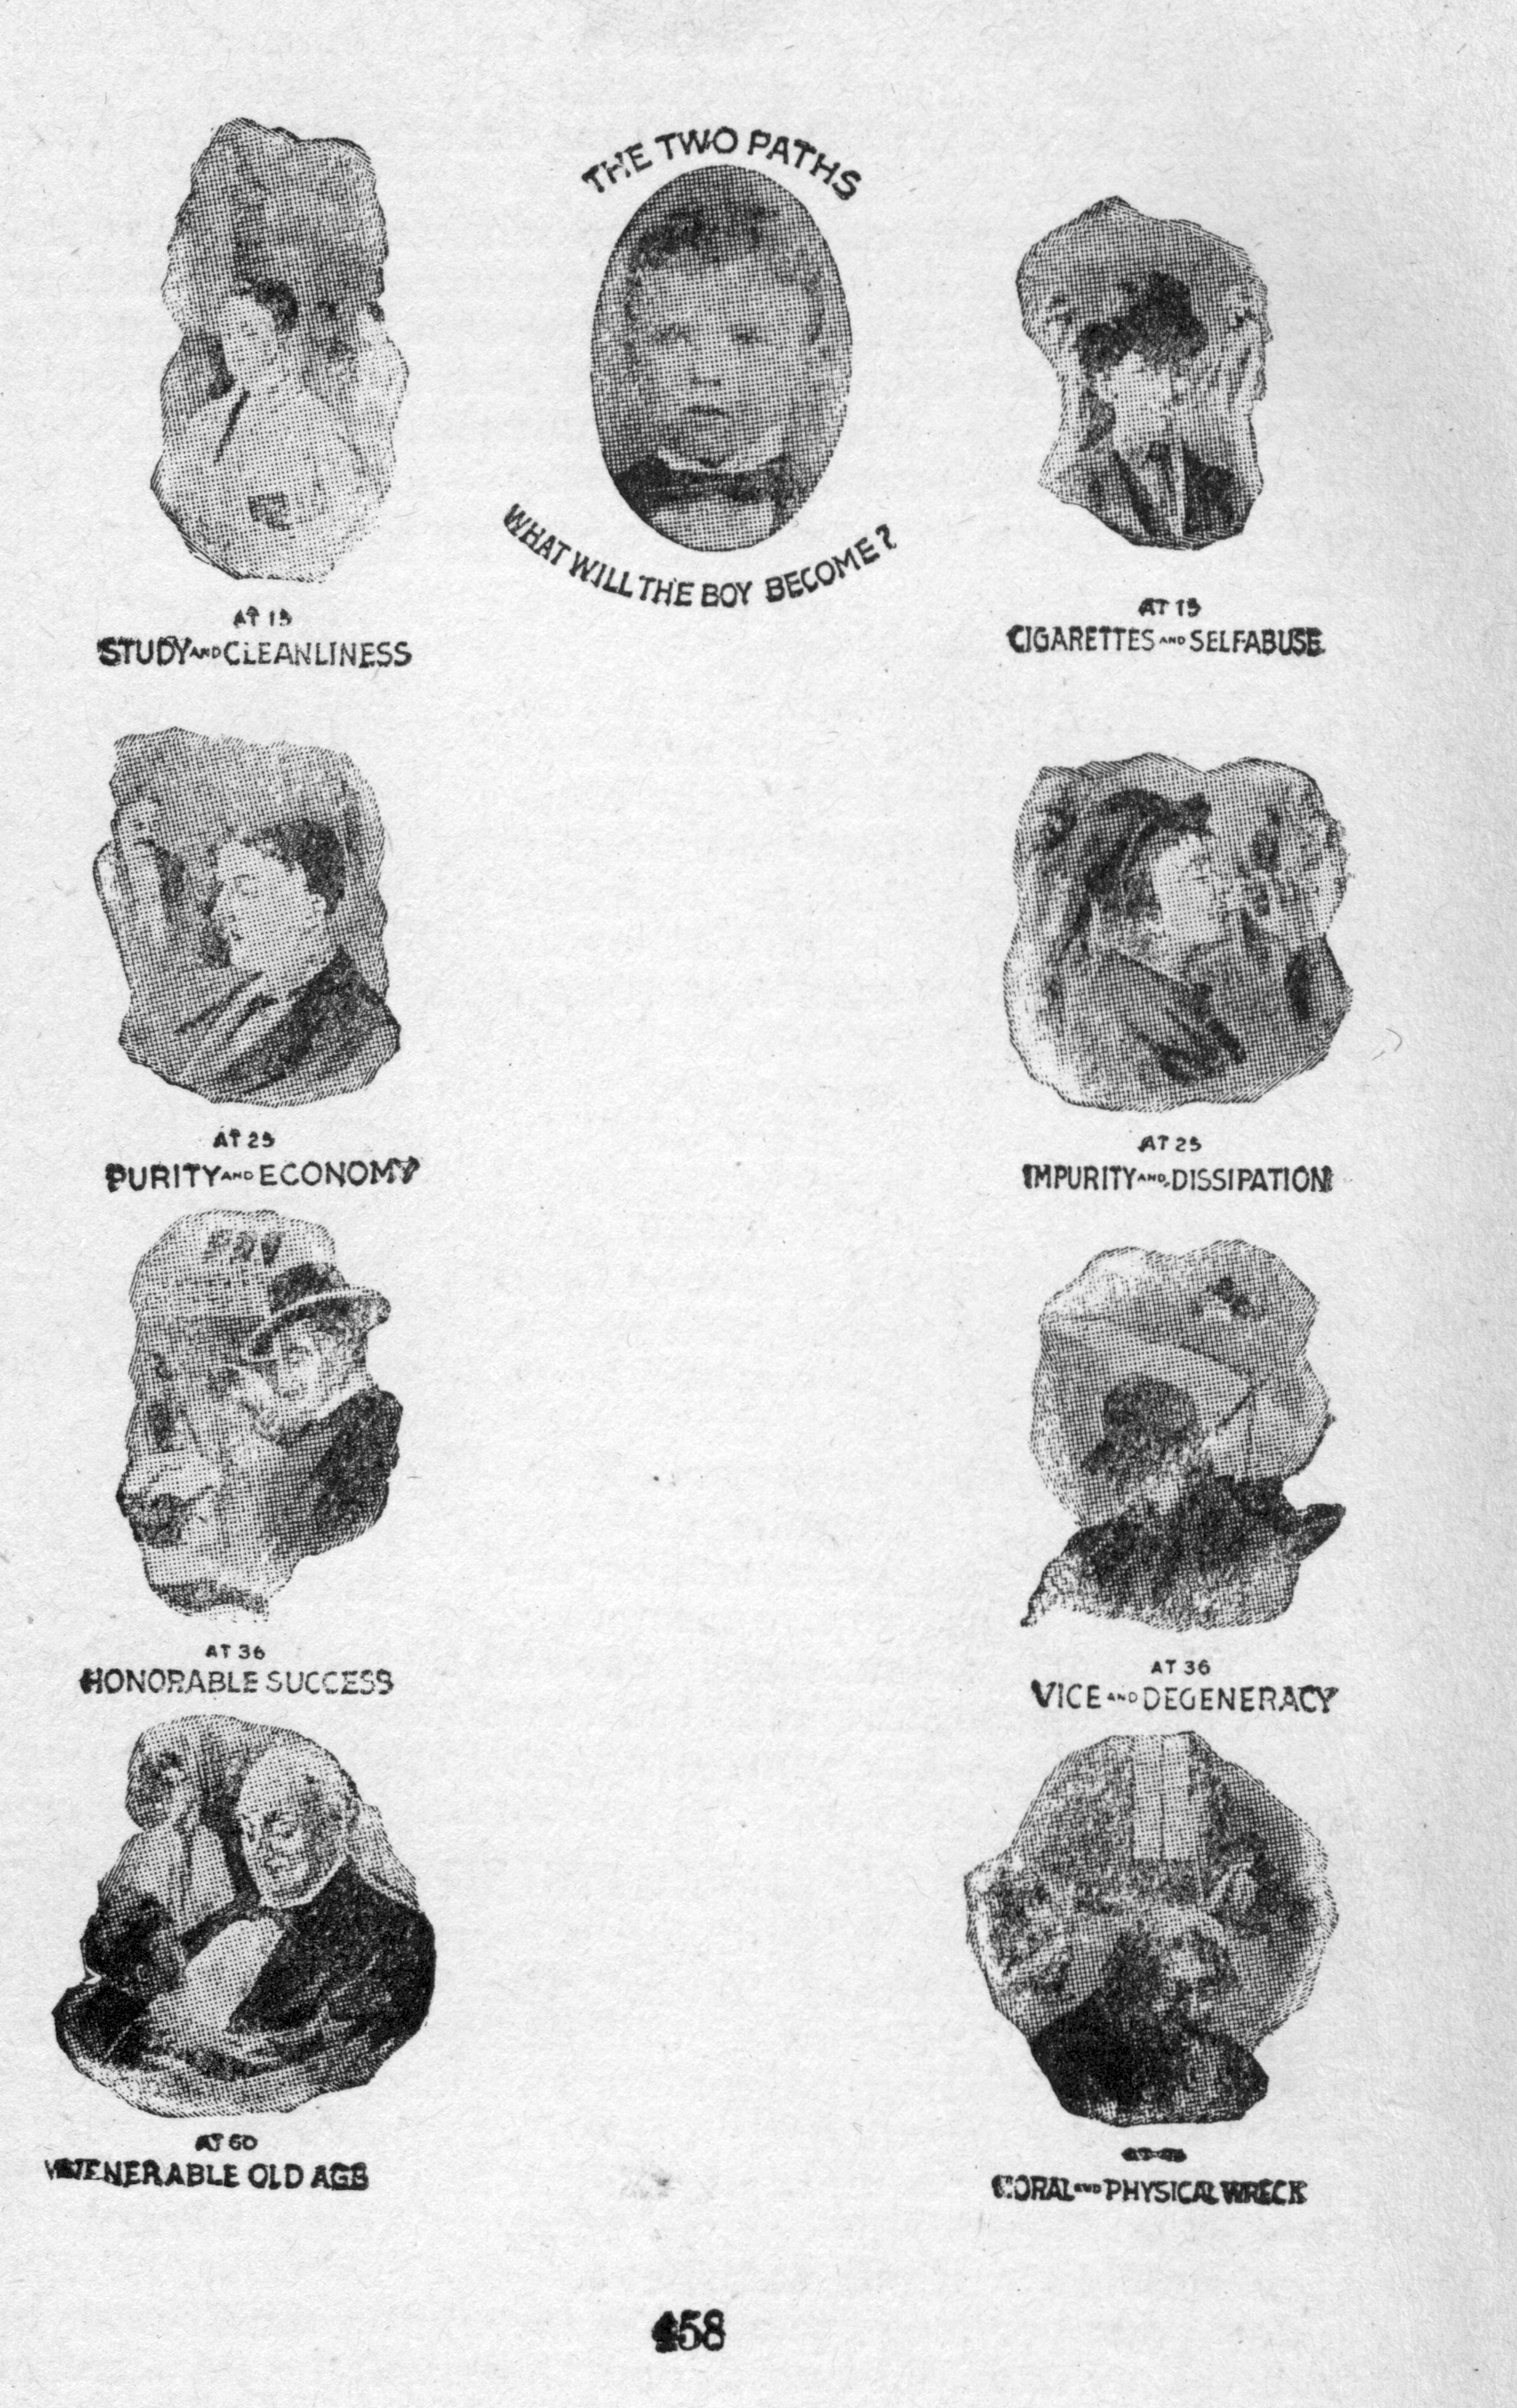 THE TWO PATHS
WHAT WILL THE BOY BECOME?
AT 15
STUDY AND CLEANLINESS
AT 15
CIGARETTES AND SELF-ABUSE
AT 25
PURITY AND ECONOMY
AT 25
IMPURITY AND DISSIPATION
AT 36
HONORABLE SUCCESS
AT 36
VICE AND DEGENERACY
AT 60
VENERABLE OLD AGE
MORAL AND PHYSICAL WRECK
458